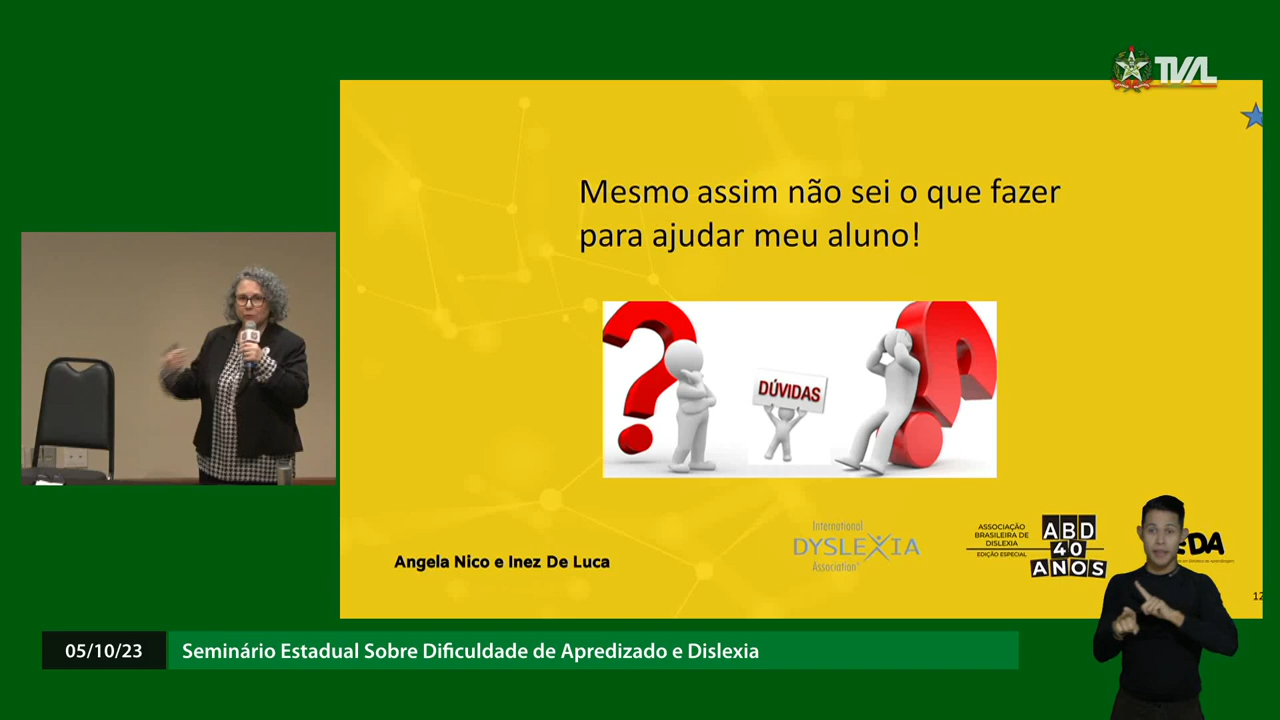 TVAL
Mesmo assim não sei o que fazer
para ajudar meu aluno!
DÚVIDAS
International
DYSLEXIA
Association
ASSOCIAÇÃO
BRASILEIRA DE
DISLEXIA
EDIÇÃO ESPECIAL
ABD
40
ANOS
DA
Angela Nico e Inez De Luca
12
05/10/23
Seminário Estadual Sobre Dificuldade de Apredizado e Dislexia